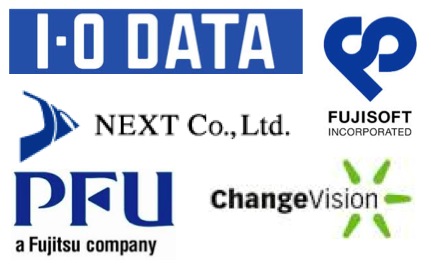 I-O DATA
FUJISOFT
INCORPORATED
NEXT Co., Ltd.
PFU
a Fujitsu company
ChangeVision